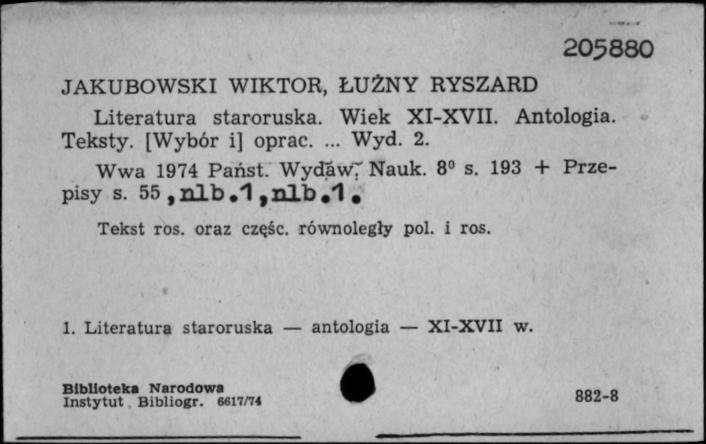 205880
JAKUBOWSKI WIKTOR, ŁUŻNY RYSZARD
Literatura staroruska. Wiek XI-XVII. Antologia.
Teksty. [Wybór i] oprac. ... Wyd. 2.
Wwa 1974 Państ. Wydaw. Nauk. 8⁰ s. 193 + Prze-
pisy s. 55 , nlb.1, nlb.1.
Tekst ros. oraz częśc. równoległy pol. i ros.
1. Literatura staroruska — antologia — XI-XVII w.
Biblioteka Narodowa
Instytut Bibliogr. 6617/74
882-8